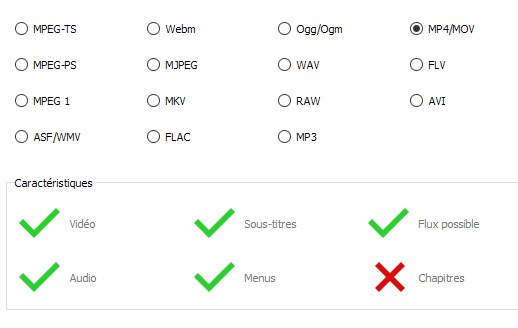 MPEG-TS Webm Ogg/Ogm MP4/MOV
MPEG-PS MJPEG WAV FLV
MPEG 1 MKV RAW AVI
ASF/WMV FLAC MP3
Caractéristiques
Vidéo Sous-titres Flux possible
Audio Menus Chapitres